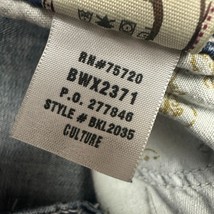 RN#75720
BWX2371
P.O. 277846
STYLE # BKL2035
CULTURE